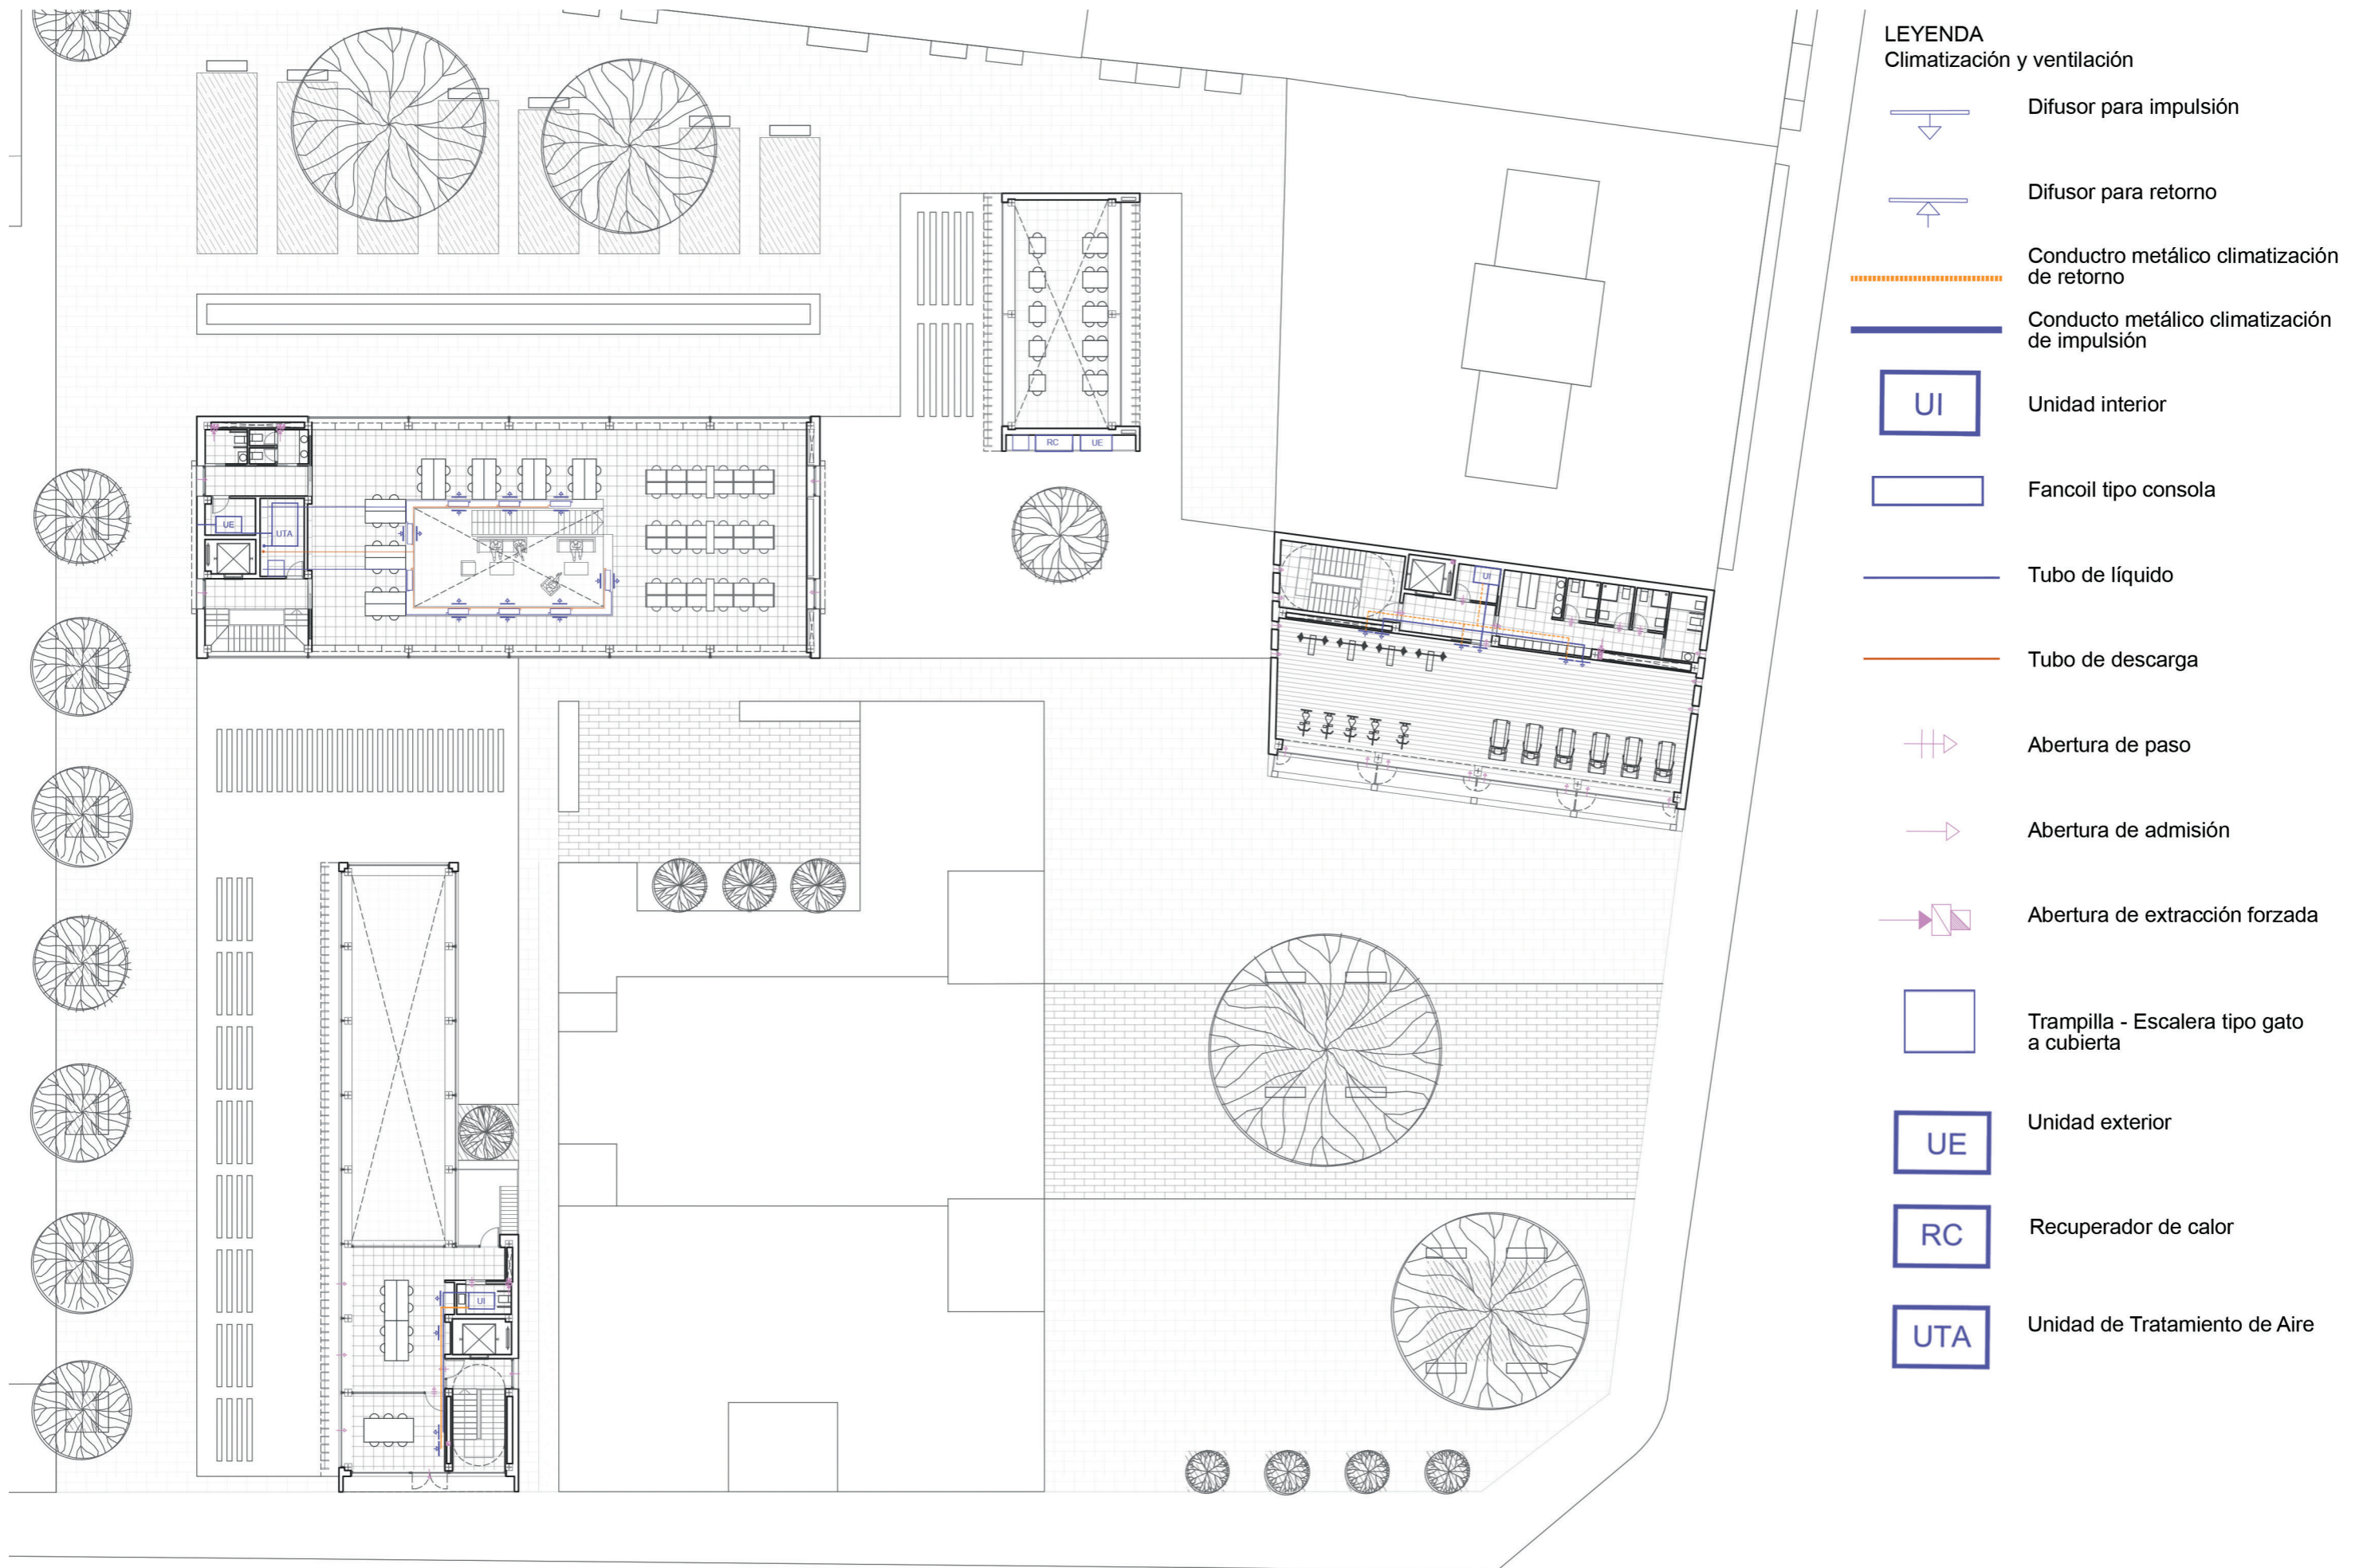 LEYENDA
Climatización y ventilación
Difusor para impulsión
Difusor para retorno
Conductro metálico climatización
de retorno
Conducto metálico climatización
de impulsión
UI
Unidad interior
Fancoil tipo consola
Tubo de líquido
Tubo de descarga
Abertura de paso
Abertura de admisión
Abertura de extracción forzada
Trampilla - Escalera tipo gato
a cubierta
UE
Unidad exterior
RC
Recuperador de calor
UTA
Unidad de Tratamiento de Aire
RC
UE
UE
UTA
UI
UI